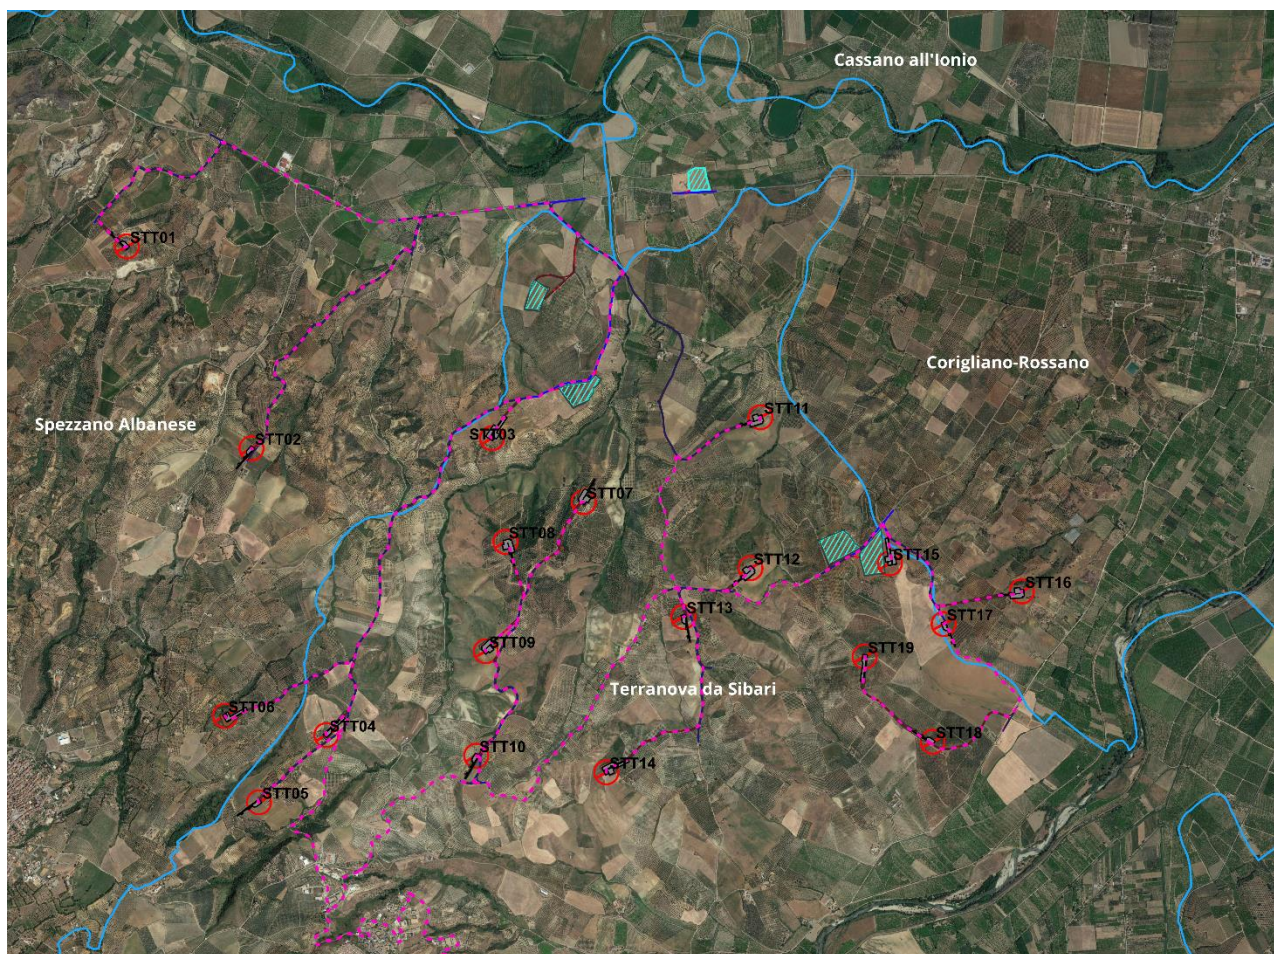 Cassano all'Ionio
STT01
Corigliano-Rossano
STT11
Spezzano Albanese
STT02
STT03
STT07
STT08
STT12
STT15
STT16
STT13
STT17
STT09
STT19
Terranova da Sibari
STT06
STT04
STT18
STT10
STT14
STT05